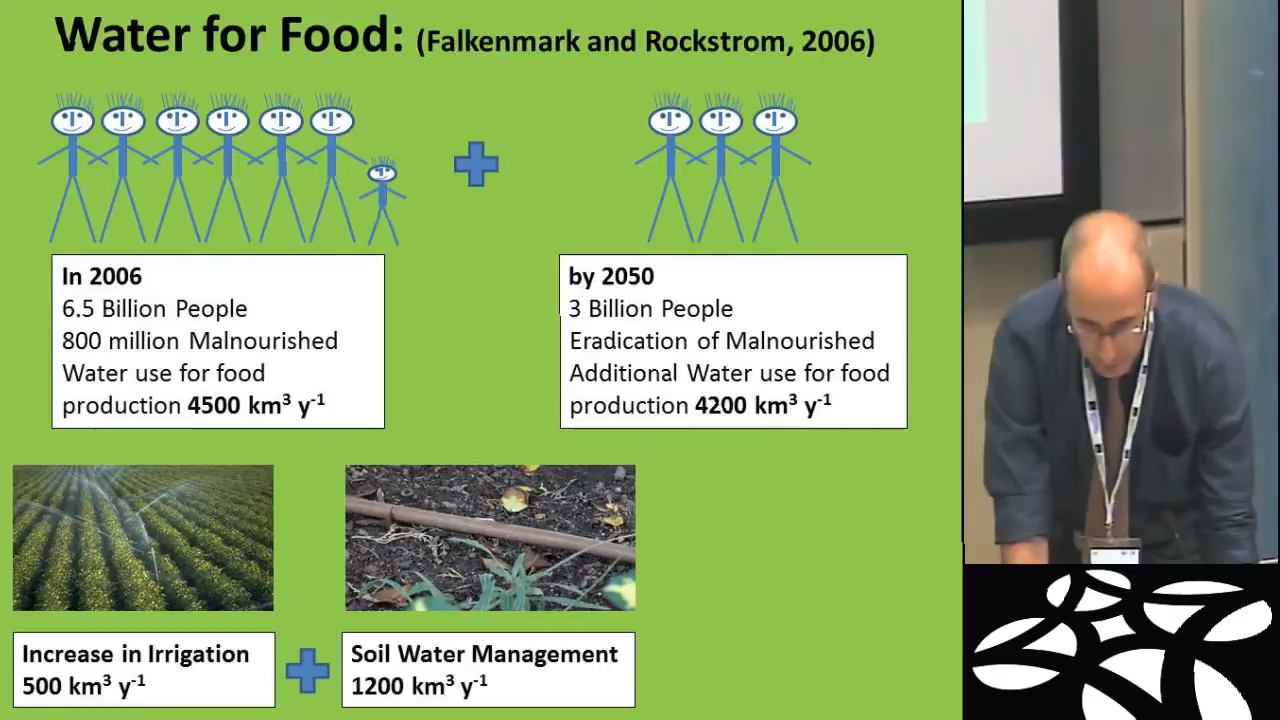 Water for Food: (Falkenmark and Rockstrom, 2006)
In 2006
6.5 Billion People
800 million Malnourished
Water use for food
production 4500 km³ y⁻¹
by 2050
3 Billion People
Eradication of Malnourished
Additional Water use for food
production 4200 km³ y⁻¹
Increase in Irrigation
500 km³ y⁻¹
Soil Water Management
1200 km³ y⁻¹